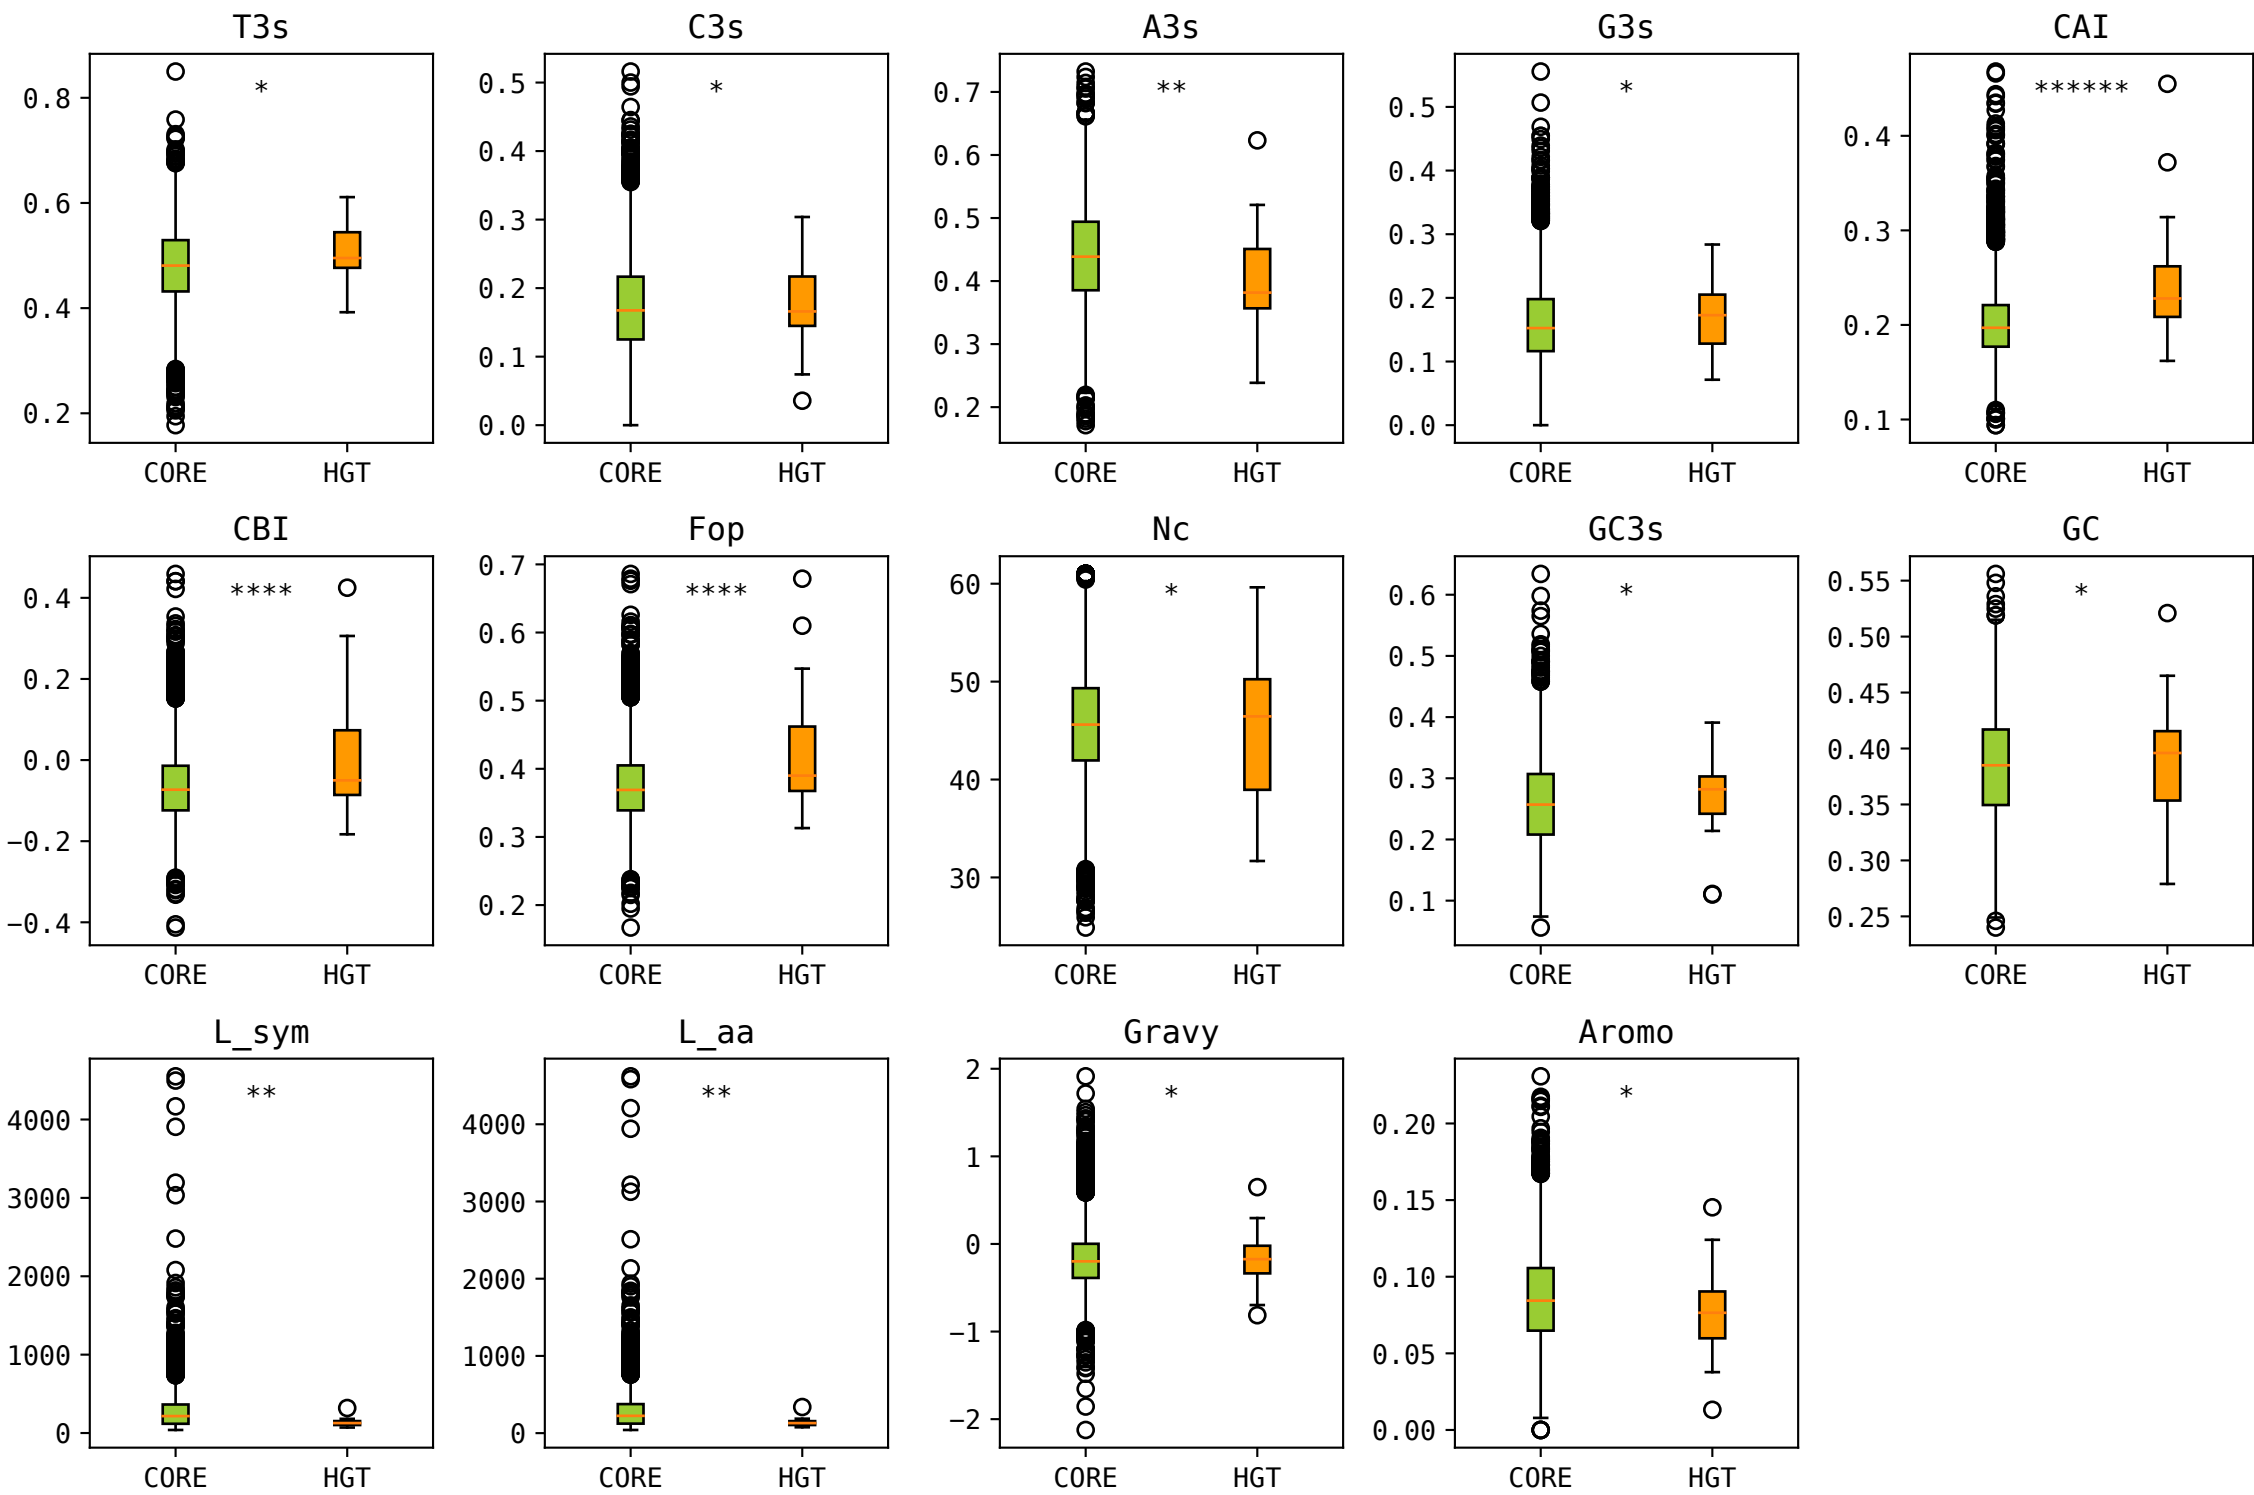 T3s C3s A3s G3s CAI
* * ** * ******
0.8 0.6 0.4 0.2
0.5 0.4 0.3 0.2 0.1 0.0
0.7 0.6 0.5 0.4 0.3 0.2
0.5 0.4 0.3 0.2 0.1 0.0
0.4 0.3 0.2 0.1
CORE HGT CORE HGT CORE HGT CORE HGT CORE HGT
CBI Fop Nc GC3s GC
**** **** * * *
0.4 0.2 0.0 −0.2 −0.4
0.7 0.6 0.5 0.4 0.3 0.2
60 50 40 30
0.6 0.5 0.4 0.3 0.2 0.1
0.55 0.50 0.45 0.40 0.35 0.30 0.25
CORE HGT CORE HGT CORE HGT CORE HGT CORE HGT
L_sym L_aa Gravy Aromo
** ** * *
4000 3000 2000 1000 0
4000 3000 2000 1000 0
2 1 0 −1 −2
0.20 0.15 0.10 0.05 0.00
CORE HGT CORE HGT CORE HGT CORE HGT